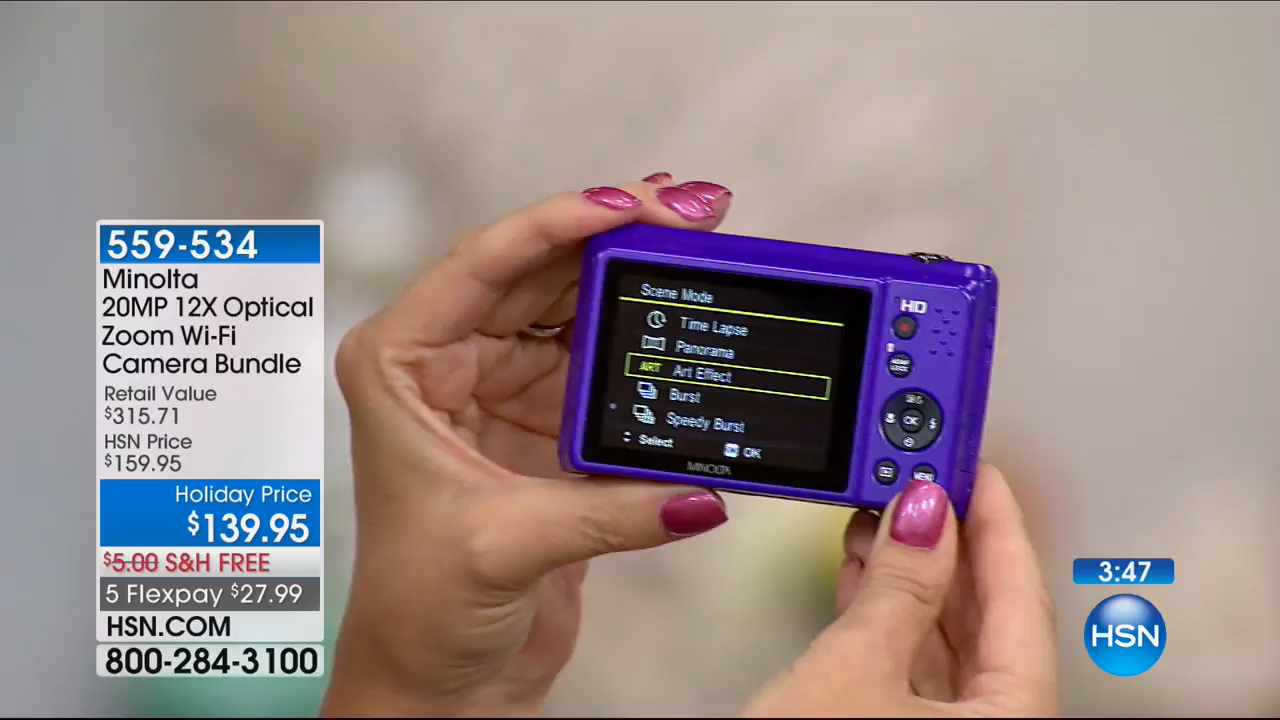 559-534
Minolta
20MP 12X Optical
Zoom Wi-Fi
Camera Bundle
Retail Value
$315.71
HSN Price
$159.95
Holiday Price
$139.95
$5.00 S&H FREE
5 Flexpay $27.99
HSN.COM
800-284-3100
Scene Mode
Time Lapse
Panorama
ART Art Effect
Burst
Speedy Burst
Select OK
MINOLTA
HD
OK
MENU
3:47
HSN